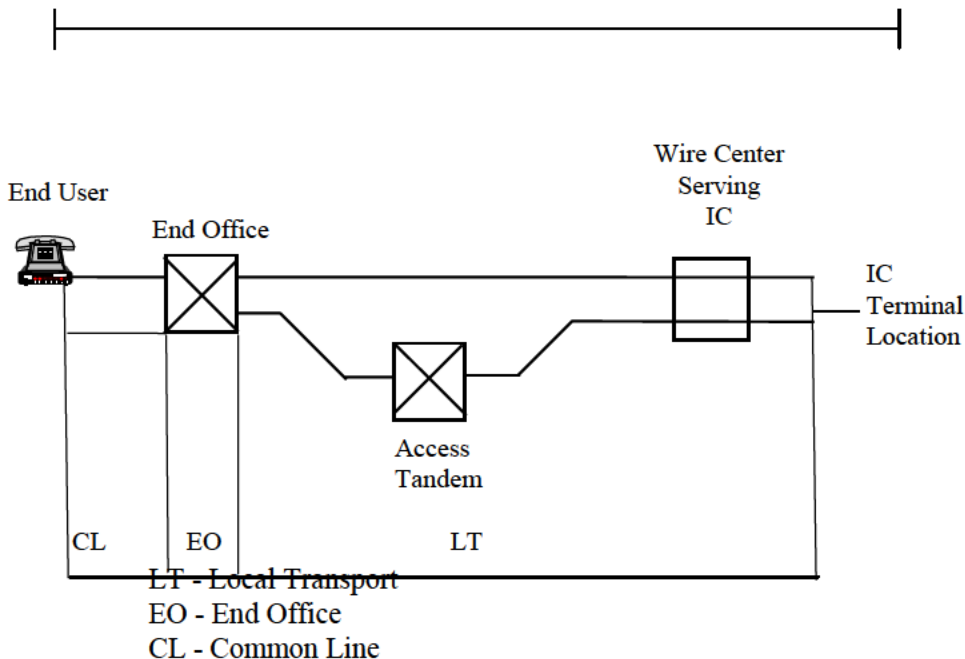 Wire Center
Serving
IC
End User
End Office
IC
Terminal
Location
Access
Tandem
CL
EO
LT
LT - Local Transport
EO - End Office
CL - Common Line